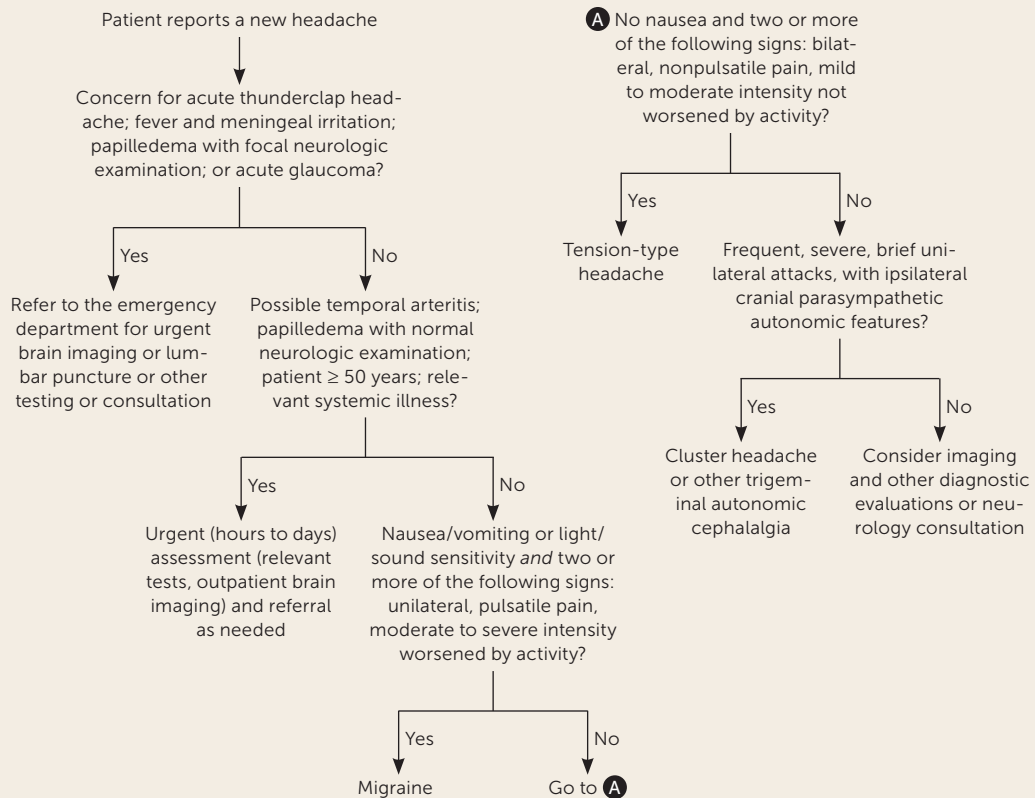 Patient reports a new headache
Concern for acute thunderclap head-
ache; fever and meningeal irritation;
papilledema with focal neurologic
examination; or acute glaucoma?
Yes
No
Refer to the emergency
department for urgent
brain imaging or lum-
bar puncture or other
testing or consultation
Possible temporal arteritis;
papilledema with normal
neurologic examination;
patient ≥ 50 years; rele-
vant systemic illness?
Yes
No
Urgent (hours to days)
assessment (relevant
tests, outpatient brain
imaging) and referral
as needed
Nausea/vomiting or light/
sound sensitivity and two or
more of the following signs:
unilateral, pulsatile pain,
moderate to severe intensity
worsened by activity?
Yes
No
Migraine
Go to A
A No nausea and two or more
of the following signs: bilat-
eral, nonpulsatile pain, mild
to moderate intensity not
worsened by activity?
Yes
No
Tension-type
headache
Frequent, severe, brief uni-
lateral attacks, with ipsilateral
cranial parasympathetic
autonomic features?
Yes
No
Cluster headache
or other trigem-
inal autonomic
cephalalgia
Consider imaging
and other diagnostic
evaluations or neu-
rology consultation